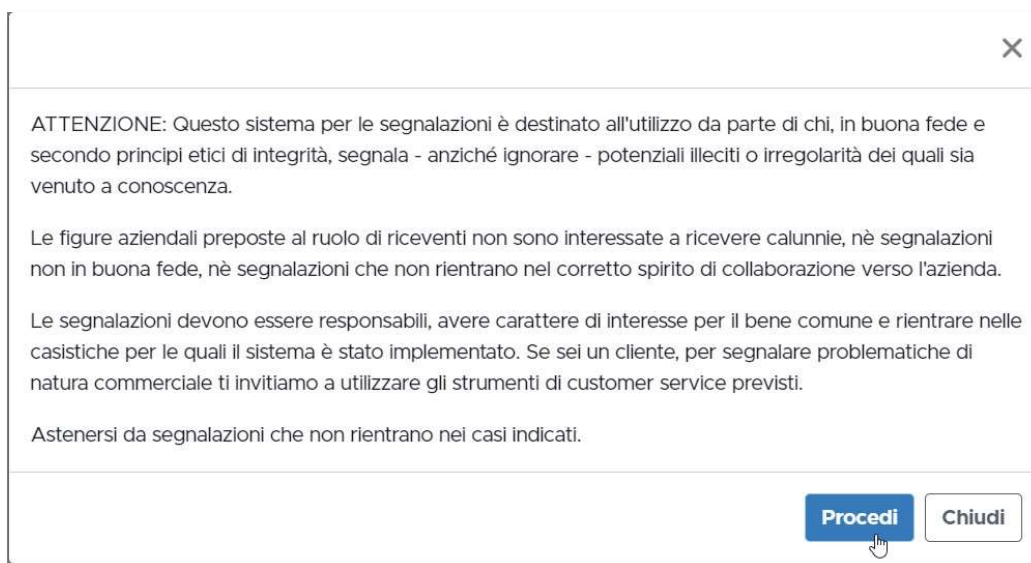 ATTENZIONE: Questo sistema per le segnalazioni è destinato all'utilizzo da parte di chi, in buona fede e
secondo principi etici di integrità, segnala - anziché ignorare - potenziali illeciti o irregolarità dei quali sia
venuto a conoscenza.
Le figure aziendali preposte al ruolo di riceventi non sono interessate a ricevere calunnie, nè segnalazioni
non in buona fede, nè segnalazioni che non rientrano nel corretto spirito di collaborazione verso l'azienda.
Le segnalazioni devono essere responsabili, avere carattere di interesse per il bene comune e rientrare nelle
casistiche per le quali il sistema è stato implementato. Se sei un cliente, per segnalare problematiche di
natura commerciale ti invitiamo a utilizzare gli strumenti di customer service previsti.
Astenersi da segnalazioni che non rientrano nei casi indicati.
Procedi Chiudi